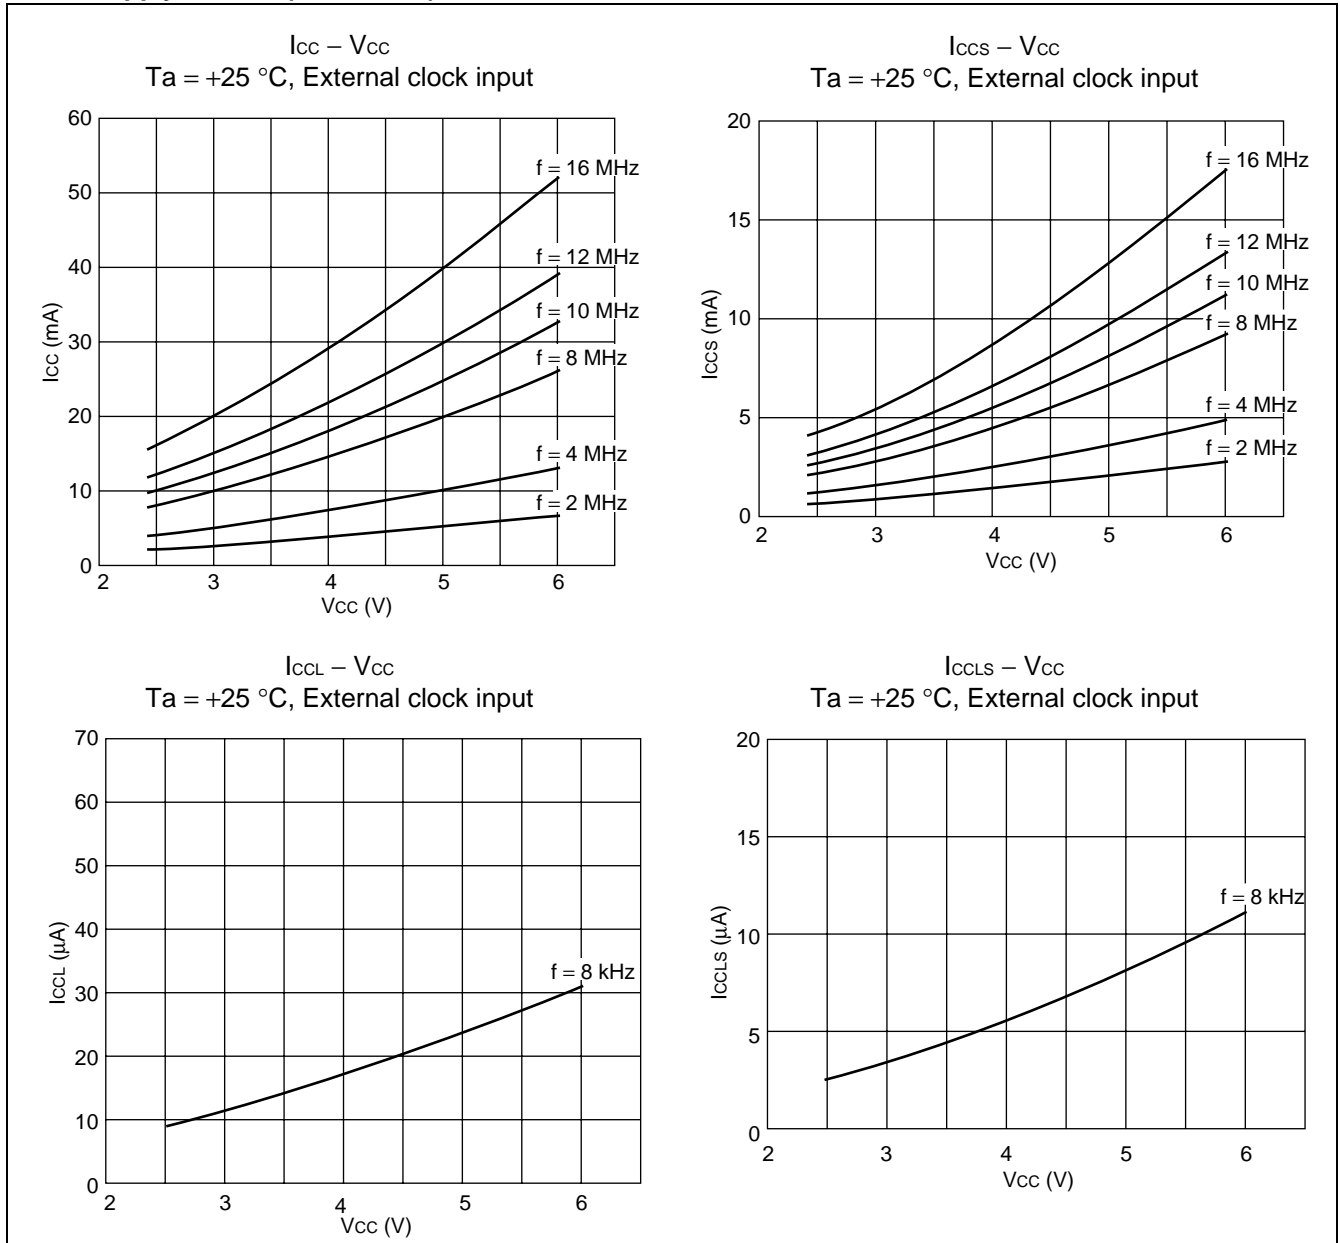 Icc – Vcc
Ta = +25 °C, External clock input
60
50
40
30
20
10
0
Icc (mA)
f = 16 MHz
f = 12 MHz
f = 10 MHz
f = 8 MHz
f = 4 MHz
f = 2 MHz
2 3 4 5 6
Vcc (V)
Iccs – Vcc
Ta = +25 °C, External clock input
20
15
10
5
0
Iccs (mA)
f = 16 MHz
f = 12 MHz
f = 10 MHz
f = 8 MHz
f = 4 MHz
f = 2 MHz
2 3 4 5 6
Vcc (V)
IccL – Vcc
Ta = +25 °C, External clock input
70
60
50
40
30
20
10
0
IccL (µA)
f = 8 kHz
2 3 4 5 6
Vcc (V)
IccLs – Vcc
Ta = +25 °C, External clock input
20
15
10
5
0
IccLs (µA)
f = 8 kHz
2 3 4 5 6
Vcc (V)